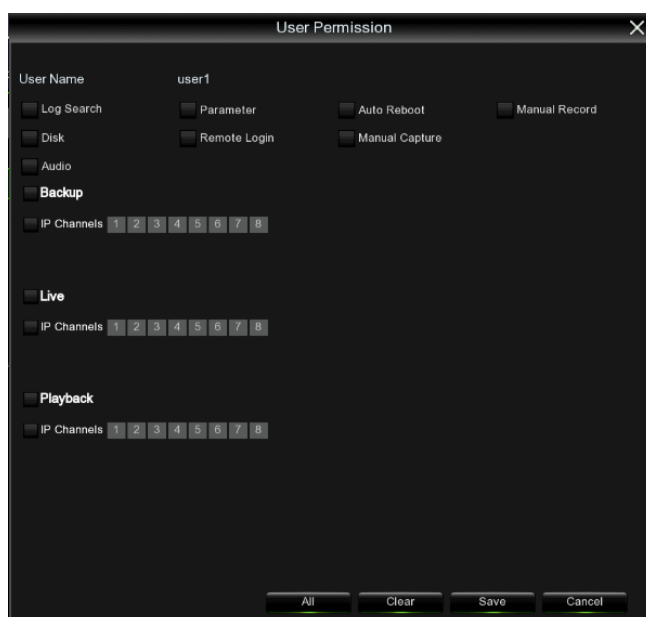 User Permission
User Name user1
Log Search Parameter Auto Reboot Manual Record
Disk Remote Login Manual Capture
Audio
Backup
IP Channels 1 2 3 4 5 6 7 8
Live
IP Channels 1 2 3 4 5 6 7 8
Playback
IP Channels 1 2 3 4 5 6 7 8
All Clear Save Cancel